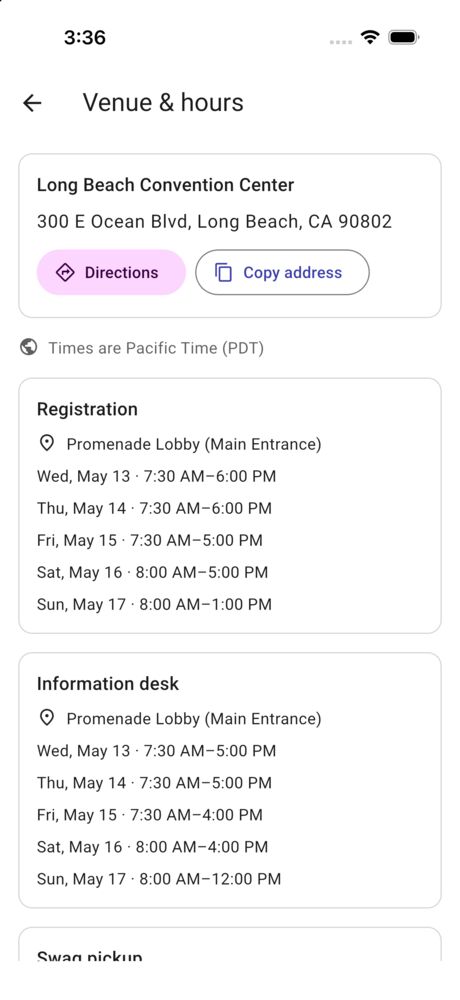 3:36
Venue & hours
Long Beach Convention Center
300 E Ocean Blvd, Long Beach, CA 90802
Directions
Copy address
Times are Pacific Time (PDT)
Registration
Promenade Lobby (Main Entrance)
Wed, May 13 · 7:30 AM–6:00 PM
Thu, May 14 · 7:30 AM–6:00 PM
Fri, May 15 · 7:30 AM–5:00 PM
Sat, May 16 · 8:00 AM–5:00 PM
Sun, May 17 · 8:00 AM–1:00 PM
Information desk
Promenade Lobby (Main Entrance)
Wed, May 13 · 7:30 AM–5:00 PM
Thu, May 14 · 7:30 AM–5:00 PM
Fri, May 15 · 7:30 AM–4:00 PM
Sat, May 16 · 8:00 AM–4:00 PM
Sun, May 17 · 8:00 AM–12:00 PM
Swag pickup